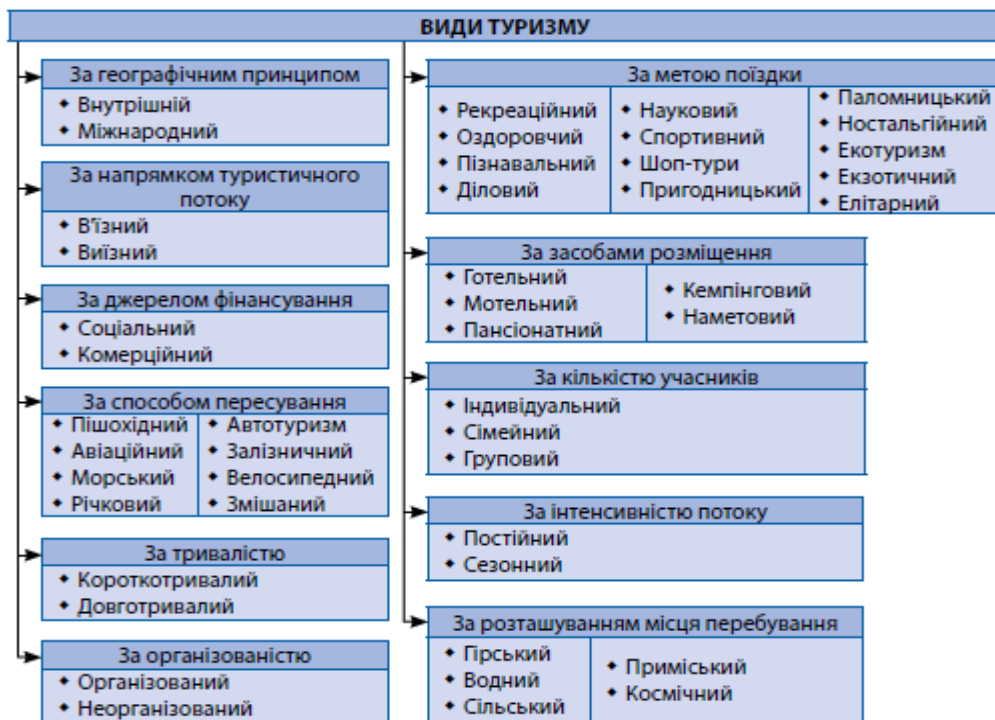 ВИДИ ТУРИЗМУ
За географічним принципом
◆ Внутрішній
◆ Міжнародний
За напрямком туристичного
потоку
◆ В'їзний
◆ Виїзний
За джерелом фінансування
◆ Соціальний
◆ Комерційний
За способом пересування
◆ Пішохідний
◆ Авіаційний
◆ Морський
◆ Річковий
◆ Автотуризм
◆ Залізничний
◆ Велосипедний
◆ Змішаний
За тривалістю
◆ Короткотривалий
◆ Довготривалий
За організованістю
◆ Організований
◆ Неорганізований
За метою поїздки
◆ Рекреаційний
◆ Оздоровчий
◆ Пізнавальний
◆ Діловий
◆ Науковий
◆ Спортивний
◆ Шоп-тури
◆ Пригодницький
◆ Паломницький
◆ Ностальгійний
◆ Екотуризм
◆ Екзотичний
◆ Елітарний
За засобами розміщення
◆ Готельний
◆ Мотельний
◆ Пансіонатний
◆ Кемпінговий
◆ Наметовий
За кількістю учасників
◆ Індивідуальний
◆ Сімейний
◆ Груповий
За інтенсивністю потоку
◆ Постійний
◆ Сезонний
За розташуванням місця перебування
◆ Гірський
◆ Водний
◆ Сільський
◆ Приміський
◆ Космічний